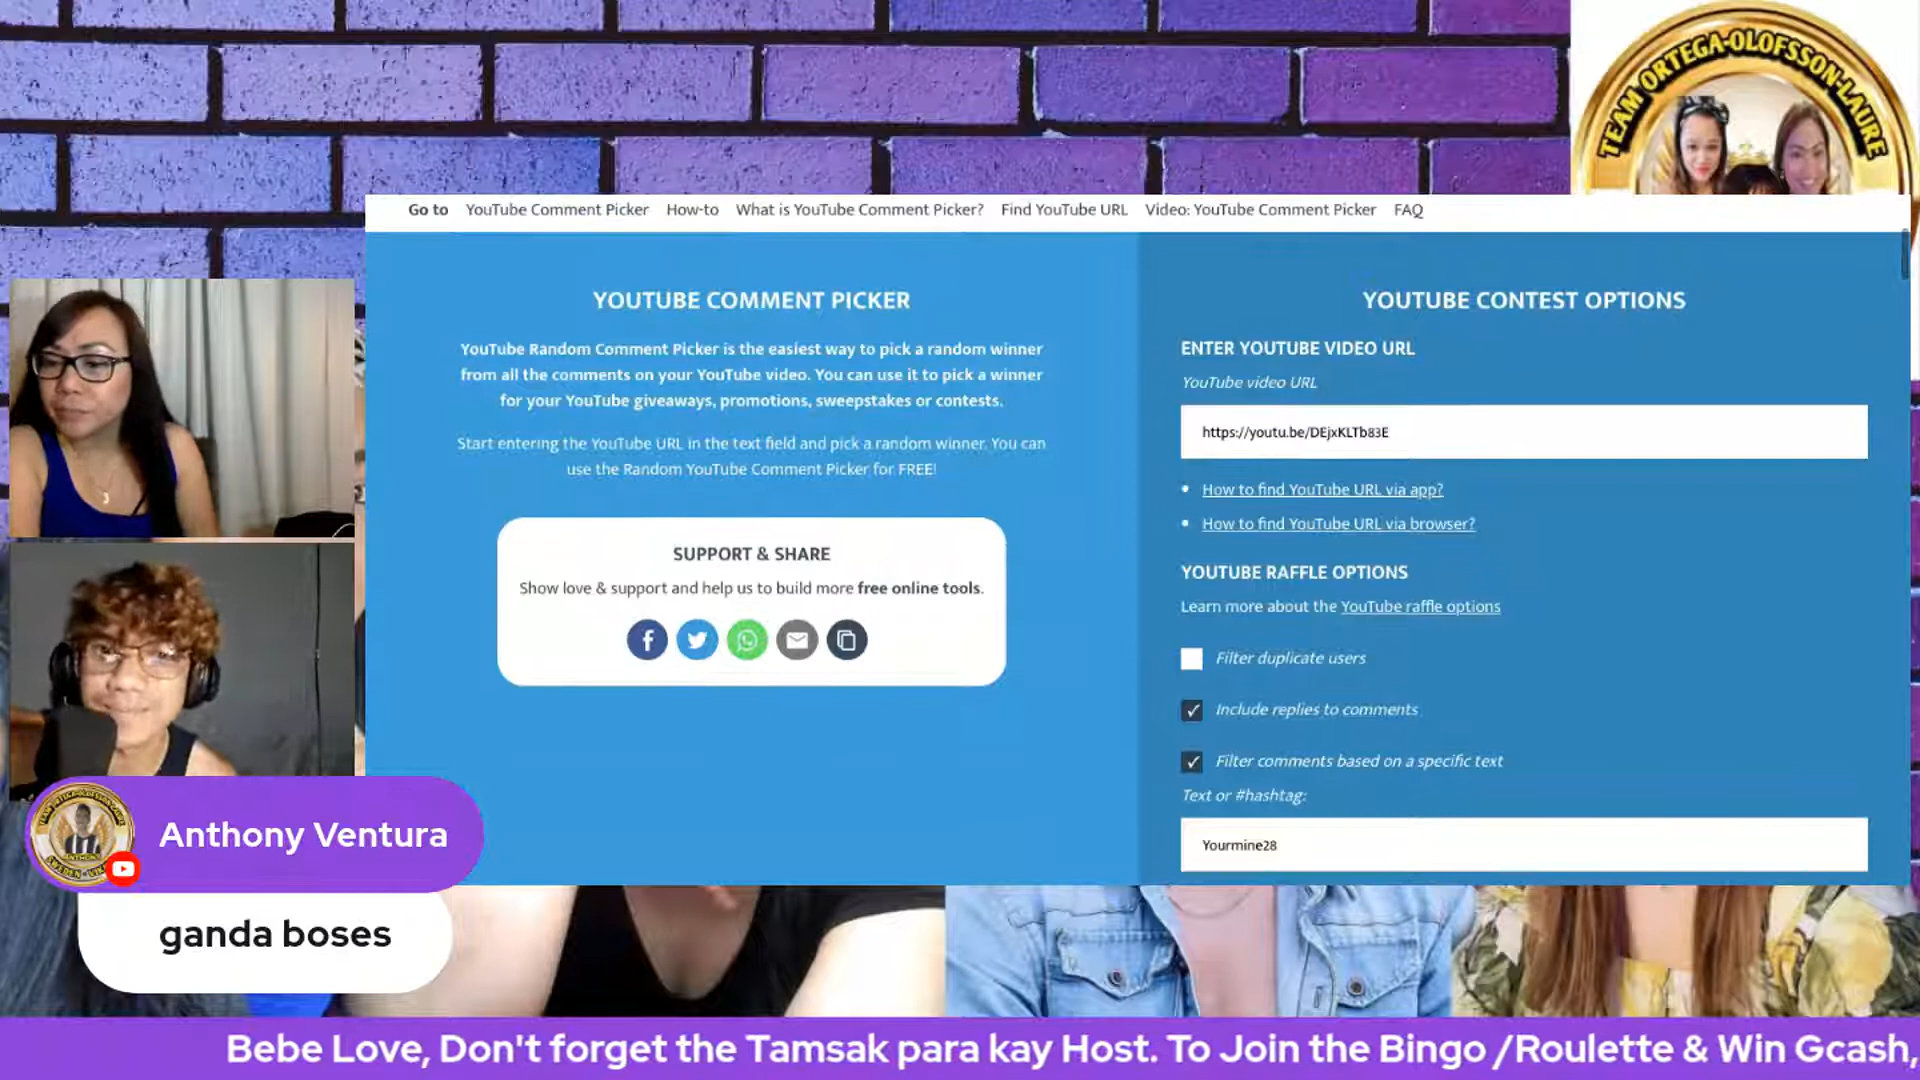 TEAM ORTEGA-OLOFSSON-LAURE
Go to YouTube Comment Picker How-to What is YouTube Comment Picker? Find YouTube URL Video: YouTube Comment Picker FAQ
YOUTUBE COMMENT PICKER
YouTube Random Comment Picker is the easiest way to pick a random winner
from all the comments on your YouTube video. You can use it to pick a winner
for your YouTube giveaways, promotions, sweepstakes or contests.
Start entering the YouTube URL in the text field and pick a random winner. You can
use the Random YouTube Comment Picker for FREE!
SUPPORT & SHARE
Show love & support and help us to build more free online tools.
YOUTUBE CONTEST OPTIONS
ENTER YOUTUBE VIDEO URL
YouTube video URL
https://youtu.be/DEjxKLTb83E
How to find YouTube URL via app?
How to find YouTube URL via browser?
YOUTUBE RAFFLE OPTIONS
Learn more about the YouTube raffle options
Filter duplicate users
Include replies to comments
Filter comments based on a specific text
Text or #hashtag:
Yourmine28
Anthony Ventura
ganda boses
Bebe Love, Don't forget the Tamsak para kay Host. To Join the Bingo /Roulette & Win Gcash,